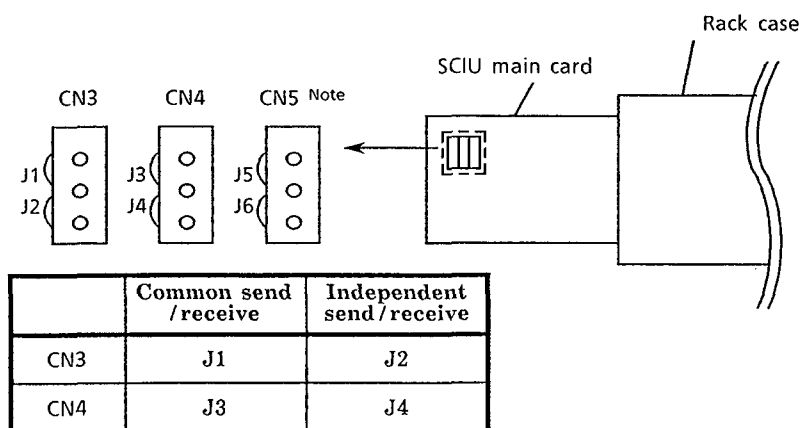 Rack case
SCIU main card
CN3 CN4 CN5 Note
J1 J3 J5
J2 J4 J6
Common send /receive Independent send/receive
CN3 J1 J2
CN4 J3 J4